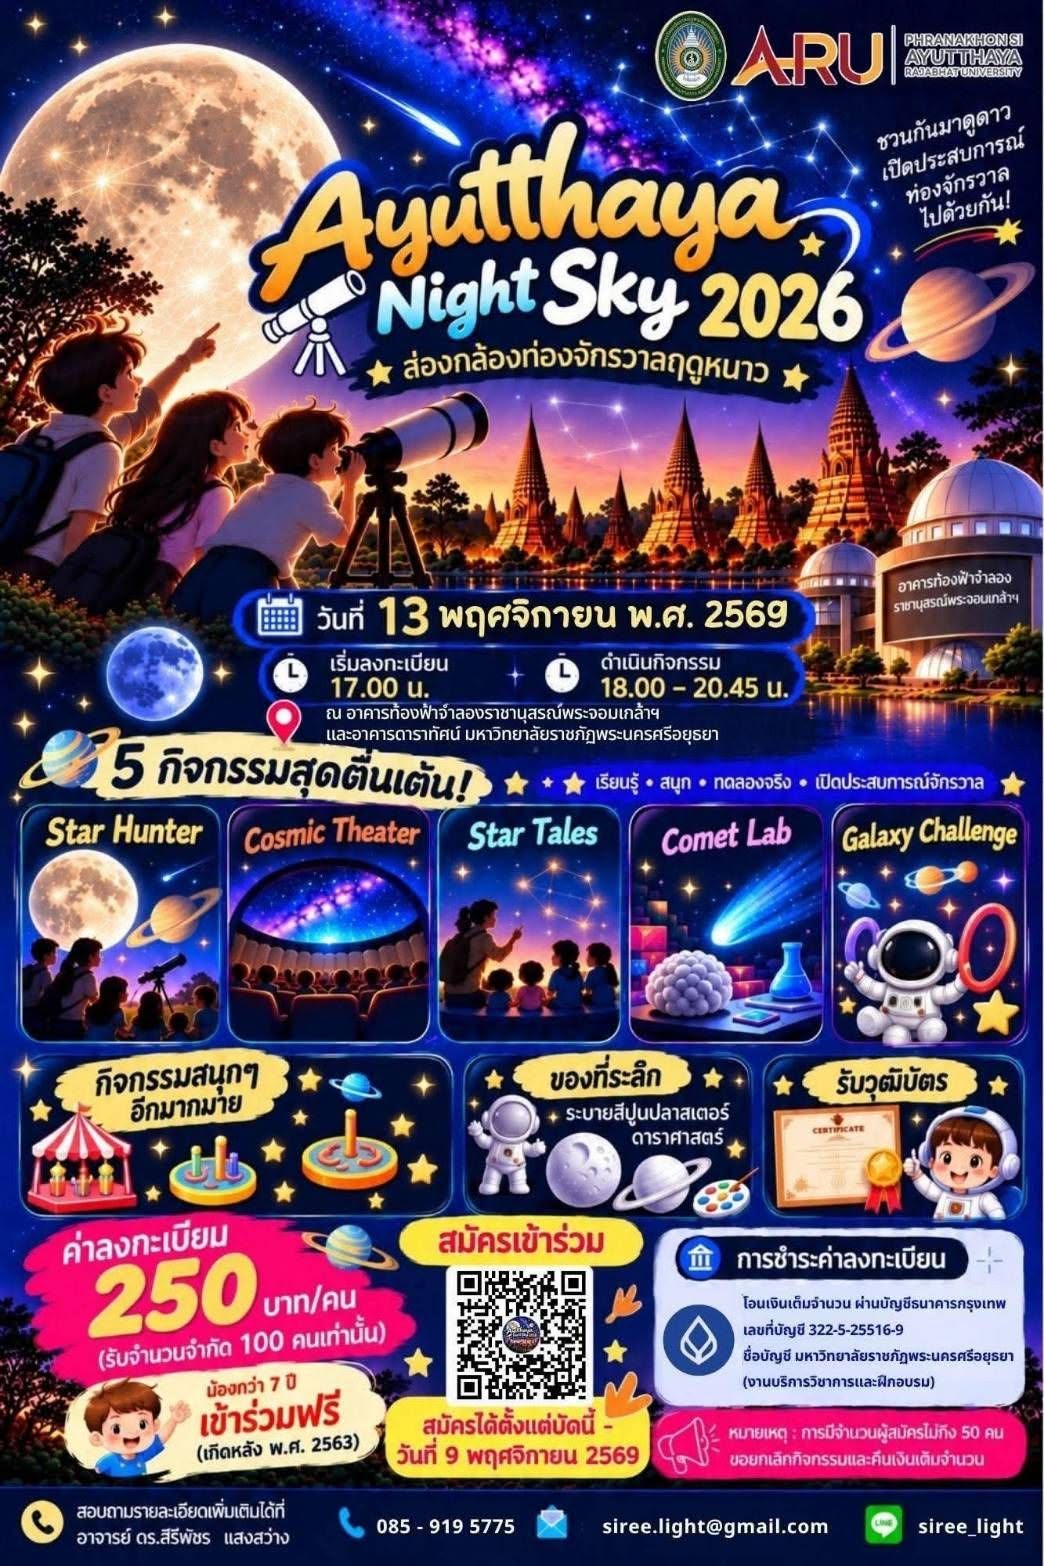 ARU
PHRANAKHON SI
AYUTTHAYA
RAJABHAT UNIVERSITY
ชวนกันมาดูดาว
เปิดประสบการณ์
ท่องจักรวาล
ไปด้วยกัน!
Ayutthaya
Night Sky 2026
ส่องกล้องท่องจักรวาลฤดูหนาว
อาคารท้องฟ้าจำลอง
ราชานุสรณ์พระจอมเกล้าฯ
วันที่ 13 พฤศจิกายน พ.ศ. 2569
เริ่มลงทะเบียน
17.00 น.
ดำเนินกิจกรรม
18.00 – 20.45 น.
ณ อาคารท้องฟ้าจำลองราชานุสรณ์พระจอมเกล้าฯ
และอาคารดาราทัศน์ มหาวิทยาลัยราชภัฏพระนครศรีอยุธยา
5 กิจกรรมสุดตื่นเต้น!
เรียนรู้ • สนุก • ทดลองจริง • เปิดประสบการณ์จักรวาล
Star Hunter
Cosmic Theater
Star Tales
Comet Lab
Galaxy Challenge
กิจกรรมสนุกๆ
อีกมากมาย
ของที่ระลึก
ระบายสีปูนปลาสเตอร์
ดาราศาสตร์
รับวุฒิบัตร
CERTIFICATE
ค่าลงทะเบียม
250 บาท/คน
(รับจำนวนจำกัด 100 คนเท่านั้น)
น้องกว่า 7 ปี
เข้าร่วมฟรี
(เกิดหลัง พ.ศ. 2563)
สมัครเข้าร่วม
สมัครได้ตั้งแต่บัดนี้ -
วันที่ 9 พฤศจิกายน 2569
การชำระค่าลงทะเบียน
โอนเงินเต็มจำนวน ผ่านบัญชีธนาคารกรุงเทพ
เลขที่บัญชี 322-5-25516-9
ชื่อบัญชี มหาวิทยาลัยราชภัฏพระนครศรีอยุธยา
(งานบริการวิชาการและฝึกอบรม)
หมายเหตุ : การมีจำนวนผู้สมัครไม่ถึง 50 คน
ขอยกเลิกกิจกรรมและคืนเงินเต็มจำนวน
สอบถามรายละเอียดเพิ่มเติมได้ที่
อาจารย์ ดร.สิรีพัชร แสงสว่าง
085 - 919 5775
siree.light@gmail.com
LINE
siree_light